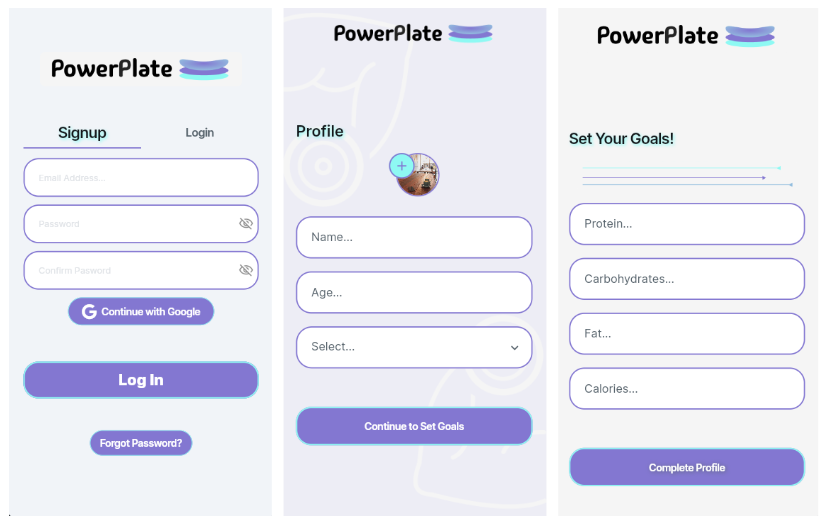 PowerPlate
Signup
Login
Email Address...
Password
Confirm Pasword
Continue with Google
Log In
Forgot Password?
PowerPlate
Profile
Name...
Age...
Select...
Continue to Set Goals
PowerPlate
Set Your Goals!
Protein...
Carbohydrates...
Fat...
Calories...
Complete Profile